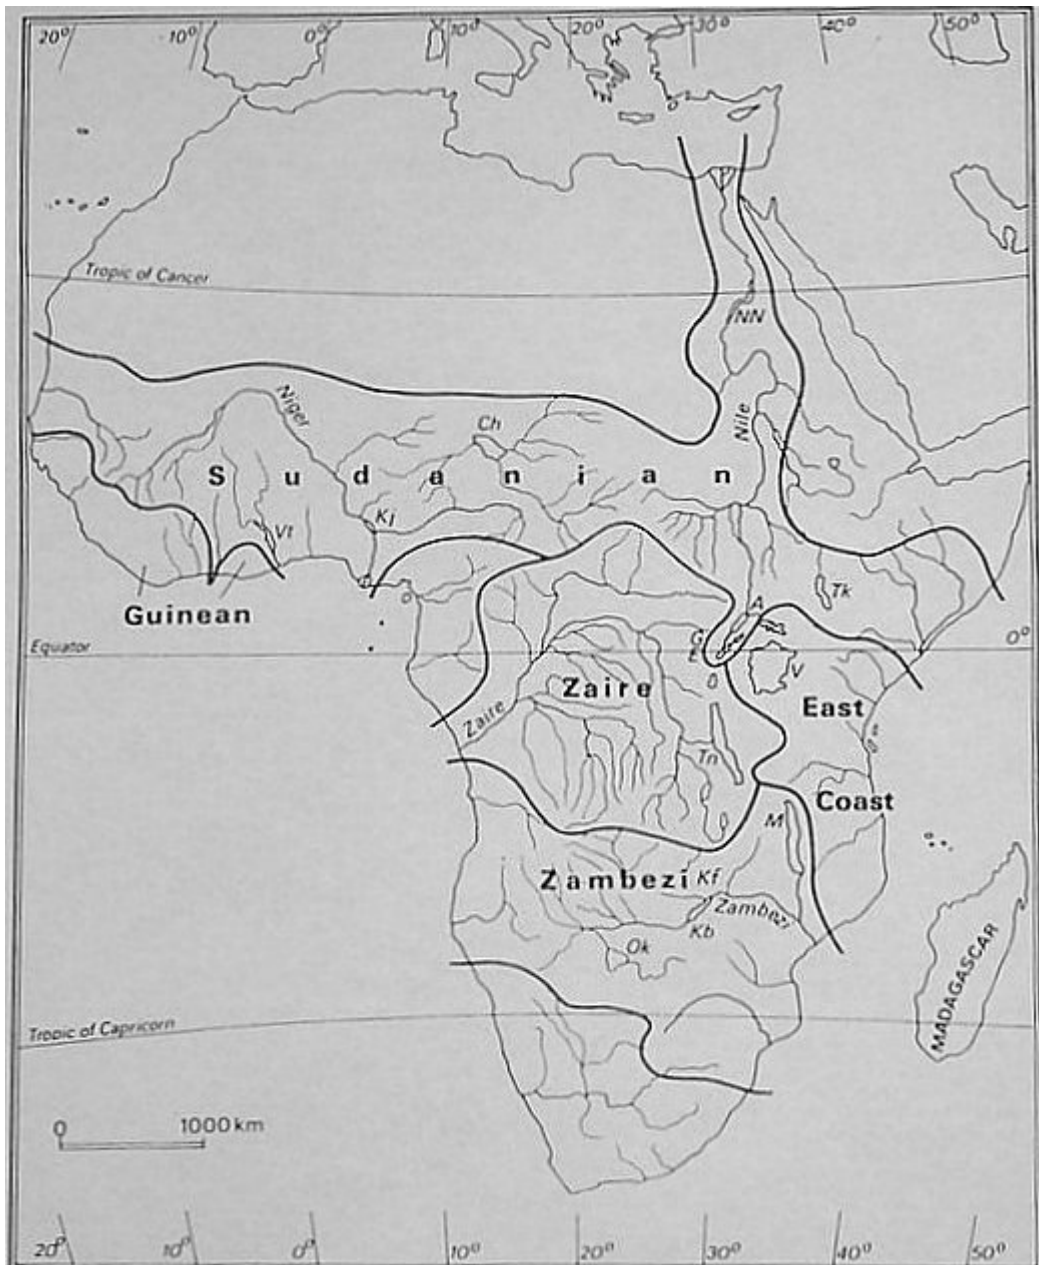 20° 10° 0° 10° 20° 30° 40° 50°
Tropic of Cancer
NN
Niger
Nile
Ch
Sudanian
Kj
Vt
Tk
Guinean
A
G
E
Equator
0°
V
Zaire
East
Zaire
Tn
Coast
M
Kf
Zambezi
Zambezi
Kb
Ok
MADAGASCAR
Tropic of Capricorn
0 1000 km
20° 10° 0° 10° 20° 30° 40° 50°